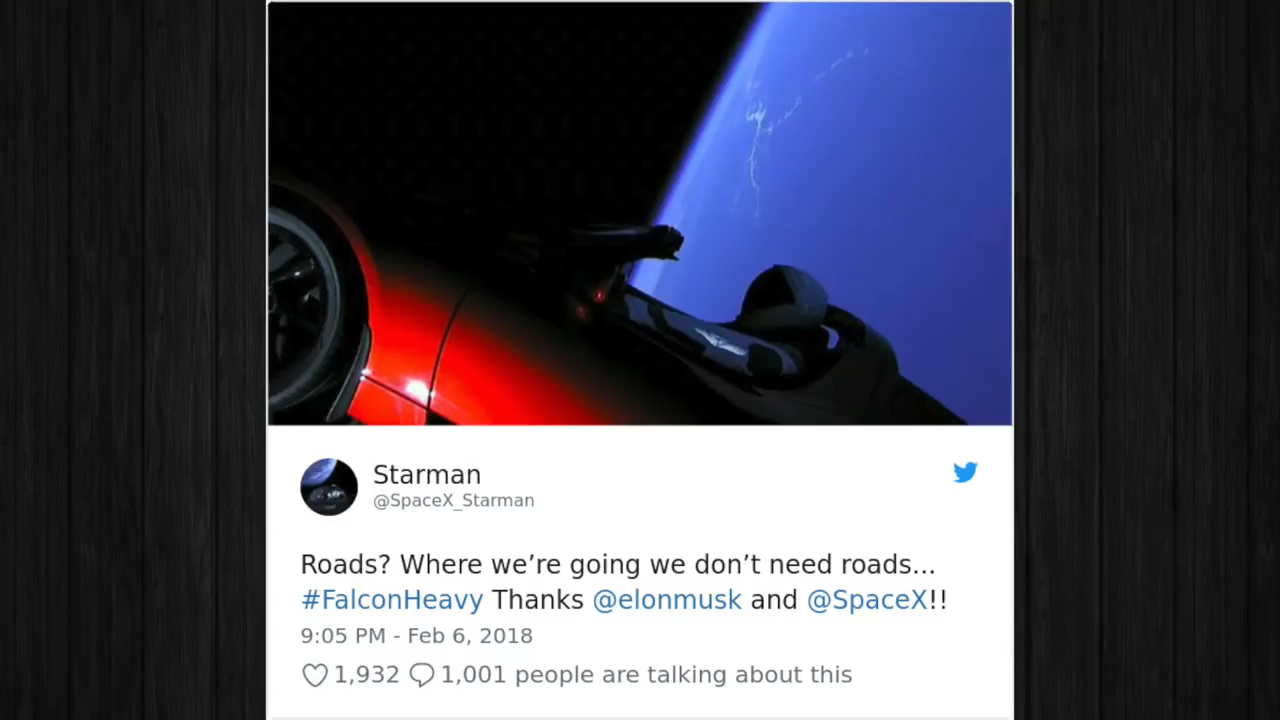 Starman
@SpaceX_Starman
Roads? Where we’re going we don’t need roads...
#FalconHeavy Thanks @elonmusk and @SpaceX!!
9:05 PM - Feb 6, 2018
1,932 1,001 people are talking about this